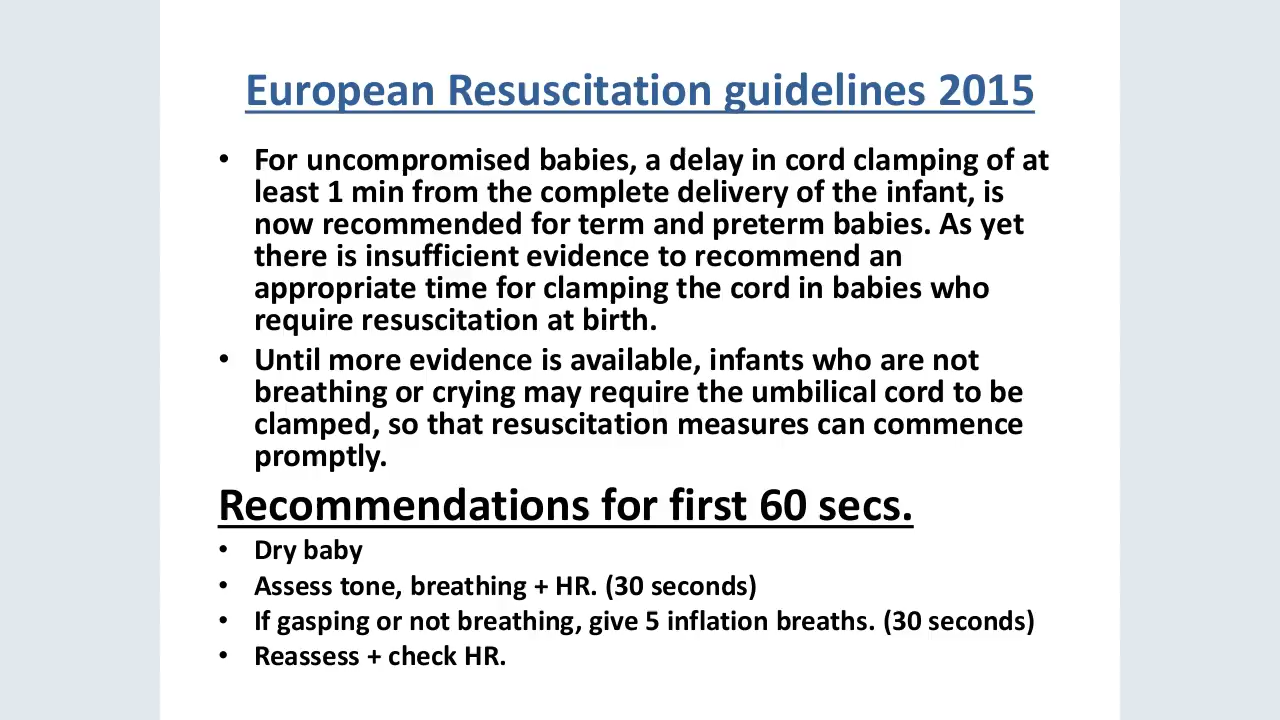 European Resuscitation guidelines 2015
• For uncompromised babies, a delay in cord clamping of at
least 1 min from the complete delivery of the infant, is
now recommended for term and preterm babies. As yet
there is insufficient evidence to recommend an
appropriate time for clamping the cord in babies who
require resuscitation at birth.
• Until more evidence is available, infants who are not
breathing or crying may require the umbilical cord to be
clamped, so that resuscitation measures can commence
promptly.
Recommendations for first 60 secs.
• Dry baby
• Assess tone, breathing + HR. (30 seconds)
• If gasping or not breathing, give 5 inflation breaths. (30 seconds)
• Reassess + check HR.